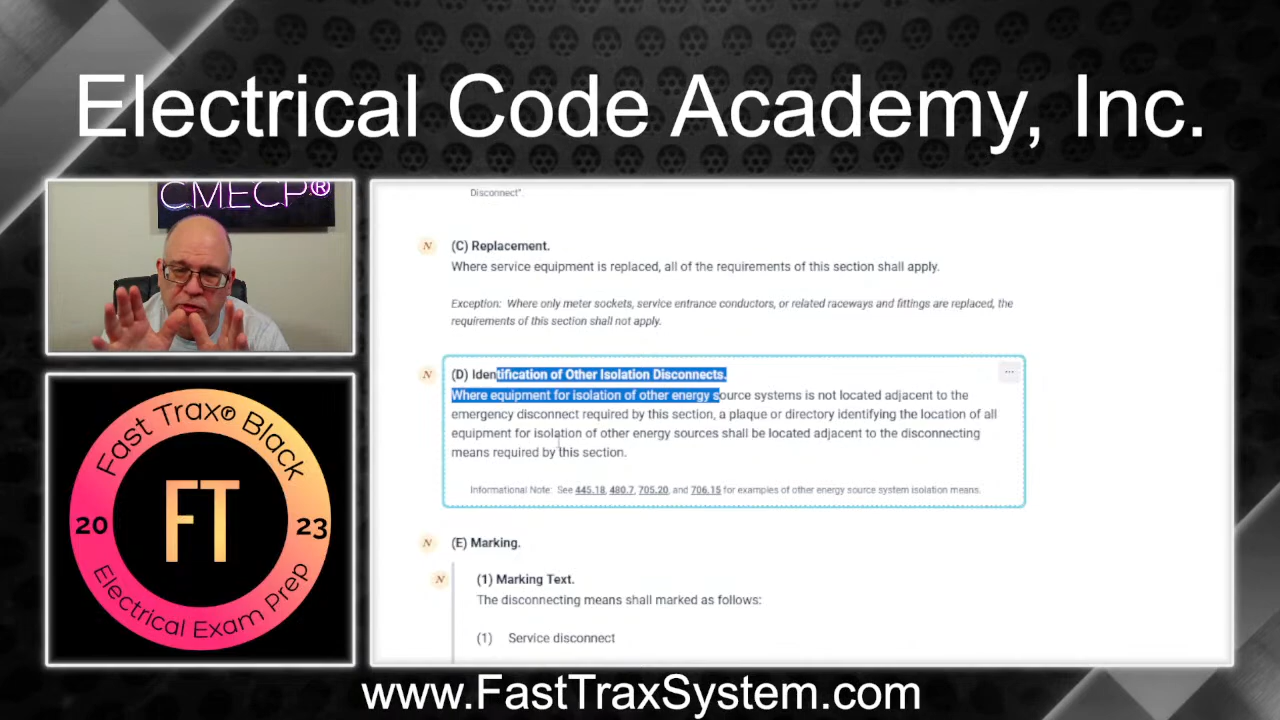 Electrical Code Academy, Inc.
CMECP®
Disconnect".
N (C) Replacement.
Where service equipment is replaced, all of the requirements of this section shall apply.
Exception: Where only meter sockets, service entrance conductors, or related raceways and fittings are replaced, the
requirements of this section shall not apply.
N (D) Identification of Other Isolation Disconnects.
Where equipment for isolation of other energy source systems is not located adjacent to the
emergency disconnect required by this section, a plaque or directory identifying the location of all
equipment for isolation of other energy sources shall be located adjacent to the disconnecting
means required by this section.
Informational Note: See 445.18, 480.7, 705.20, and 706.15 for examples of other energy source system isolation means.
N (E) Marking.
N (1) Marking Text.
The disconnecting means shall marked as follows:
(1) Service disconnect
Fast Trax® Black
FT
20 23
Electrical Exam Prep
www.FastTraxSystem.com